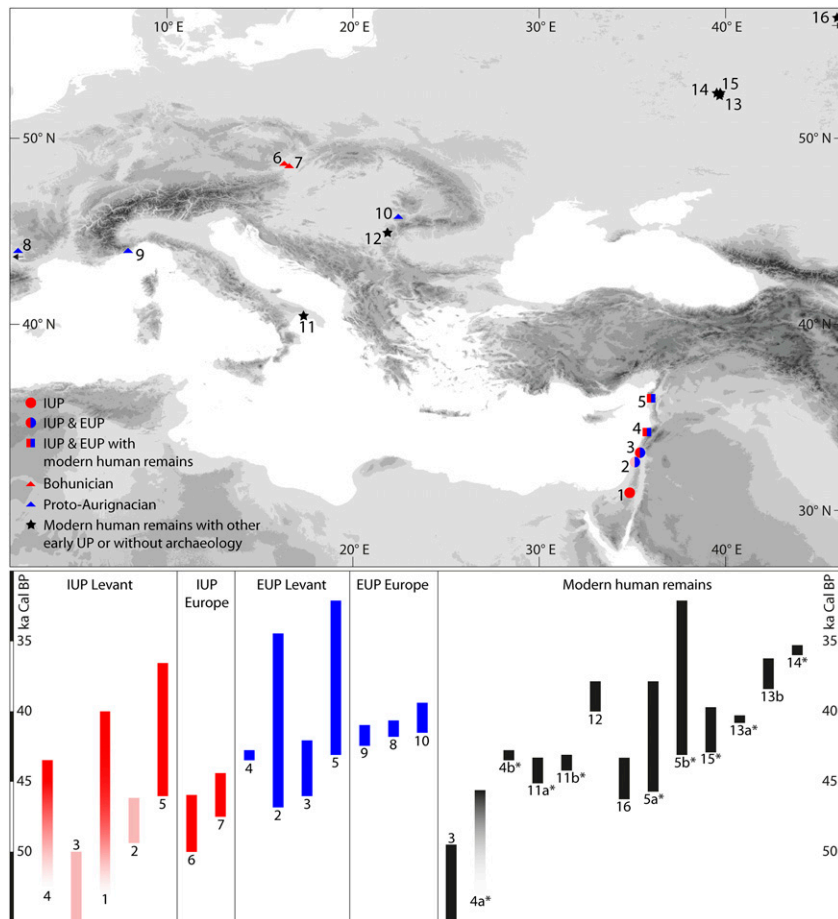 10° E
20° E
30° E
40° E
16
15
14
13
50° N
50° N
6
7
10
8
12
9
40° N
11
40° N
IUP
IUP & EUP
IUP & EUP with
modern human remains
Bohunician
Proto-Aurignacian
Modern human remains with other
early UP or without archaeology
5
4
3
2
1
30° N
20° E
30° E
40° E
ka Cal BP
IUP Levant
IUP
Europe
EUP Levant
EUP Europe
Modern human remains
ka Cal BP
35
35
14*
13b
40
12
13a*
40
4
9
8
10
4b*
11a*
11b*
15*
5b*
45
5
7
2
3
5
16
5a*
45
3
2
6
3
50
50
4
1
4a*